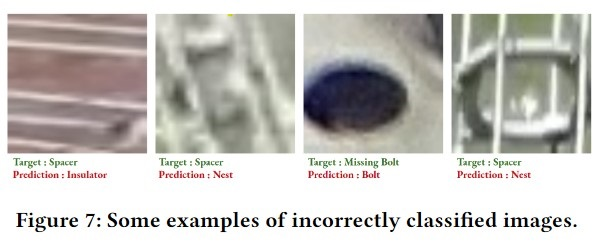 Target : Spacer
Prediction : Insulator
Target : Spacer
Prediction : Nest
Target : Missing Bolt
Prediction : Bolt
Target : Spacer
Prediction : Nest
Figure 7: Some examples of incorrectly classified images.